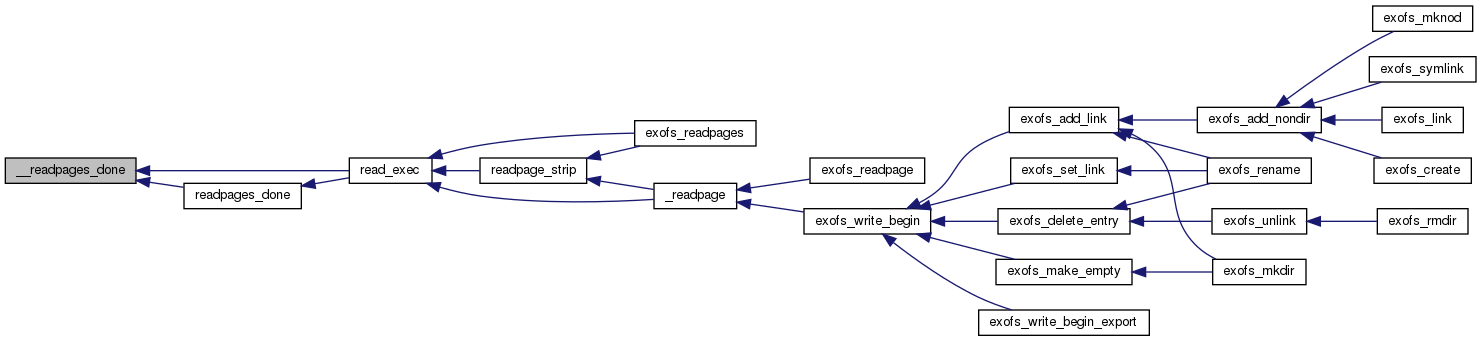 __readpages_done
readpages_done
read_exec
exofs_readpages
readpage_strip
_readpage
exofs_readpage
exofs_write_begin
exofs_add_link
exofs_set_link
exofs_delete_entry
exofs_make_empty
exofs_write_begin_export
exofs_add_nondir
exofs_rename
exofs_unlink
exofs_mkdir
exofs_mknod
exofs_symlink
exofs_link
exofs_create
exofs_rmdir